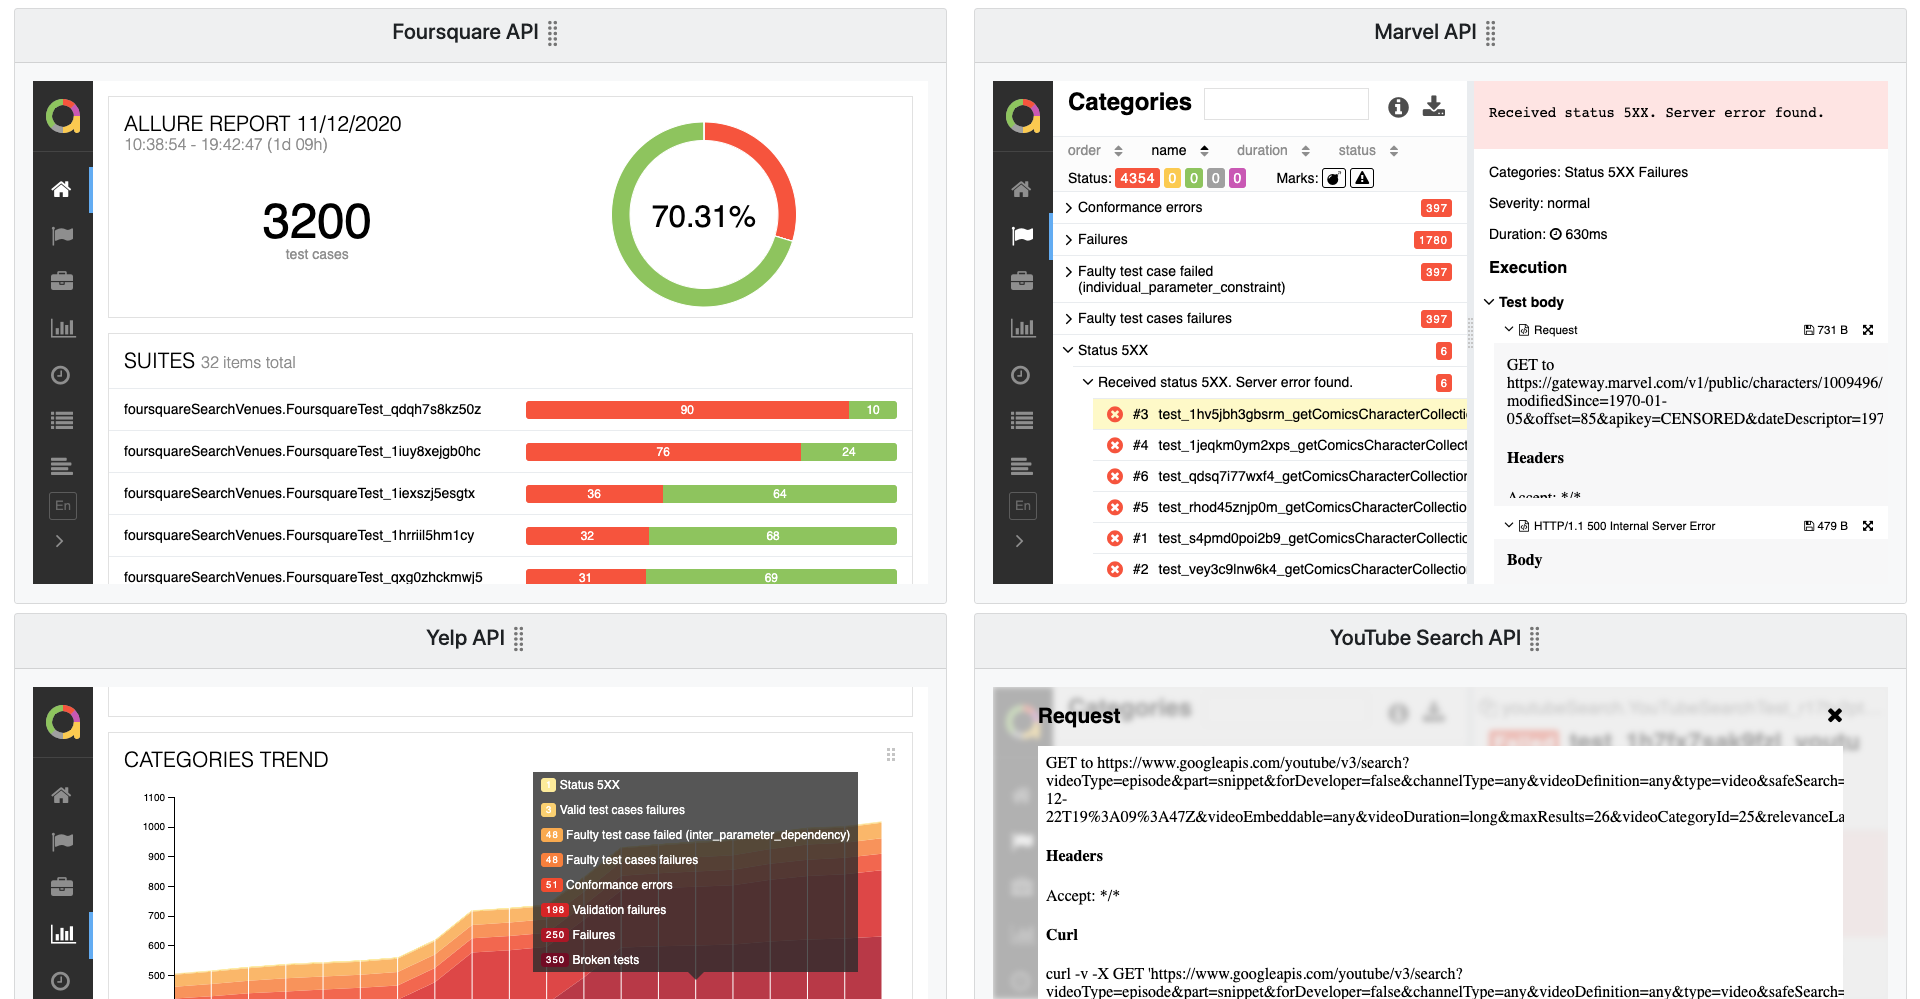 Foursquare API
ALLURE REPORT 11/12/2020
10:38:54 - 19:42:47 (1d 09h)
3200
test cases
70.31%
SUITES 32 items total
foursquareSearchVenues.FoursquareTest_qdqh7s8kz50z 90 10
foursquareSearchVenues.FoursquareTest_1iuy8xejgb0hc 76 24
foursquareSearchVenues.FoursquareTest_1iexszj5esgtx 36 64
foursquareSearchVenues.FoursquareTest_1hrriil5hm1cy 32 68
foursquareSearchVenues.FoursquareTest_qxg0zhckmwj5 31 69
En
Marvel API
Categories
order name duration status
Status: 4354 0 0 0 0 Marks:
Conformance errors 397
Failures 1780
Faulty test case failed 397
(individual_parameter_constraint)
Faulty test cases failures 397
Status 5XX 6
Received status 5XX. Server error found. 6
#3 test_1hv5jbh3gbsrm_getComicsCharacterCollecti
#4 test_1jeqkm0ym2xps_getComicsCharacterCollect
#6 test_qdsq7i77wxf4_getComicsCharacterCollection
#5 test_rhod45znjp0m_getComicsCharacterCollectio
#1 test_s4pmd0poi2b9_getComicsCharacterCollectio
#2 test_vey3c9lnw6k4_getComicsCharacterCollectio
En
Received status 5XX. Server error found.
Categories: Status 5XX Failures
Severity: normal
Duration: 630ms
Execution
Test body
Request 731 B
GET to
https://gateway.marvel.com/v1/public/characters/1009496/
modifiedSince=1970-01-
05&offset=85&apikey=CENSORED&dateDescriptor=197
Headers
Accept: */*
HTTP/1.1 500 Internal Server Error 479 B
Body
Yelp API
CATEGORIES TREND
1100
1000
900
800
700
600
500
1 Status 5XX
3 Valid test cases failures
48 Faulty test case failed (inter_parameter_dependency)
48 Faulty test cases failures
51 Conformance errors
198 Validation failures
250 Failures
350 Broken tests
YouTube Search API
Categories
Request
GET to https://www.googleapis.com/youtube/v3/search?
videoType=episode&part=snippet&forDeveloper=false&channelType=any&videoDefinition=any&type=video&safeSearch=
12-
22T19%3A09%3A47Z&videoEmbeddable=any&videoDuration=long&maxResults=26&videoCategoryId=25&relevanceLa
Headers
Accept: */*
Curl
curl -v -X GET 'https://www.googleapis.com/youtube/v3/search?
videoType=episode&part=snippet&forDeveloper=false&channelType=any&videoDefinition=any&type=video&safeSearch=